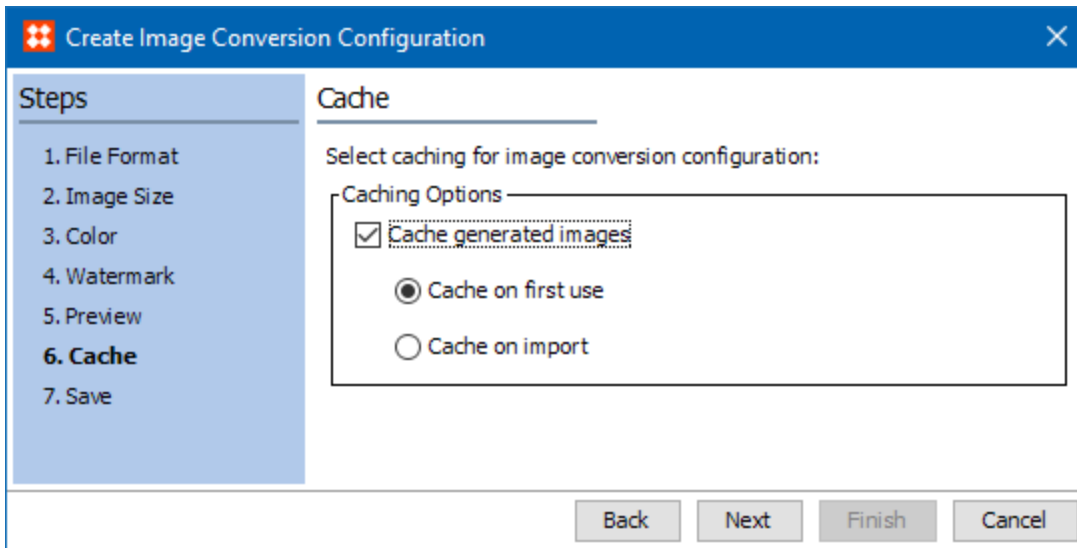 Create Image Conversion Configuration
Steps
1. File Format
2. Image Size
3. Color
4. Watermark
5. Preview
6. Cache
7. Save
Cache
Select caching for image conversion configuration:
Caching Options
Cache generated images
Cache on first use
Cache on import
Back Next Finish Cancel